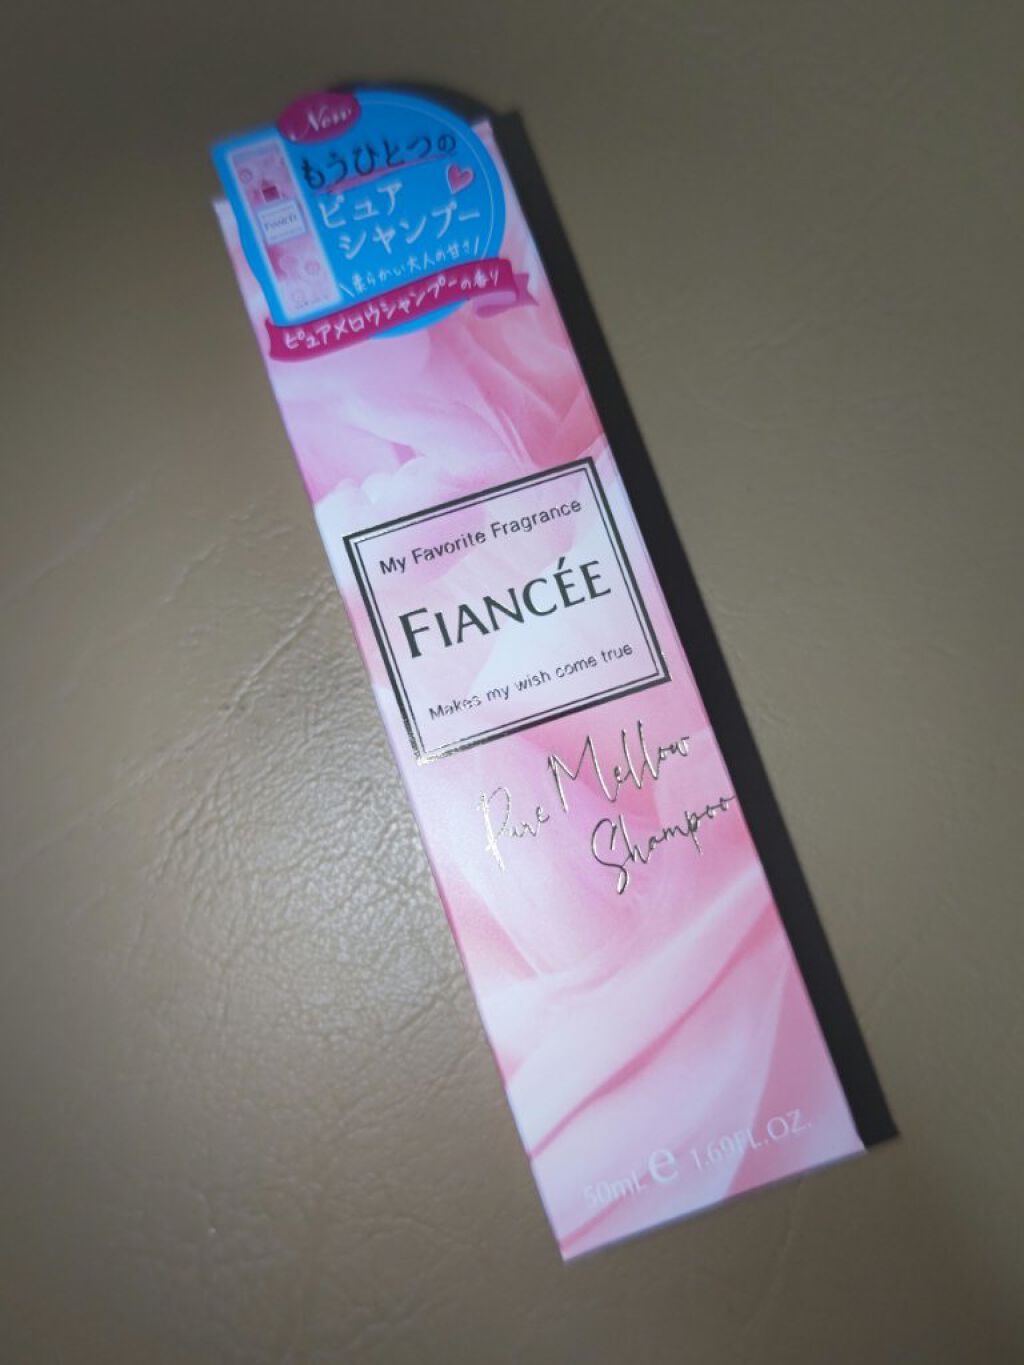 New
もうひとつの
ピュア
シャンプー
\柔らかい大人の甘さ/
ピュアメロウシャンプーの香り
FIANCÉE
My Favorite Fragrance
FIANCÉE
Makes my wish come true
Pure Mellow
Shampoo
50mL e 1.69FL.OZ.